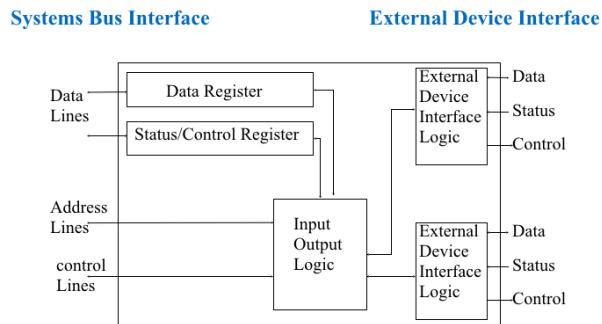 Systems Bus Interface
External Device Interface
Data
Lines
Data Register
Status/Control Register
Address
Lines
control
Lines
Input
Output
Logic
External
Device
Interface
Logic
Data
Status
Control
External
Device
Interface
Logic
Data
Status
Control